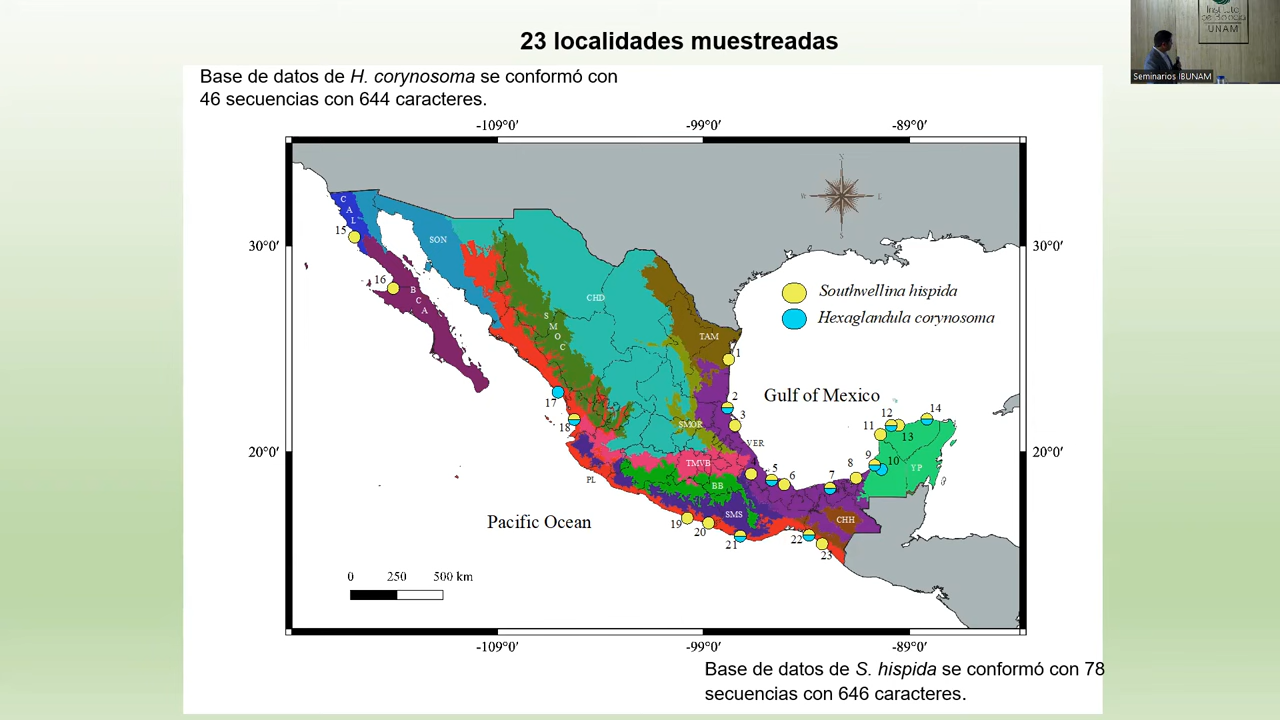 23 localidades muestreadas
Instituto
de Biología
UNAM
Seminarios IBUNAM
Base de datos de H. corynosoma se conformó con
46 secuencias con 644 caracteres.
-109°0′
-99°0′
-89°0′
N
W
E
S
30°0′
30°0′
C
A
L
15
SON
16
B
C
A
CHD
S
M
O
C
TAM
1
Southwellina hispida
Hexaglandula corynosoma
Gulf of Mexico
2
3
17
18
SMOR
VER
14
12
11
13
20°0′
20°0′
TMVB
PL
BB
5
6
7
8
9
10
YP
Pacific Ocean
SMS
CHH
19
20
21
22
23
0
250
500 km
-109°0′
-99°0′
-89°0′
Base de datos de S. hispida se conformó con 78
secuencias con 646 caracteres.